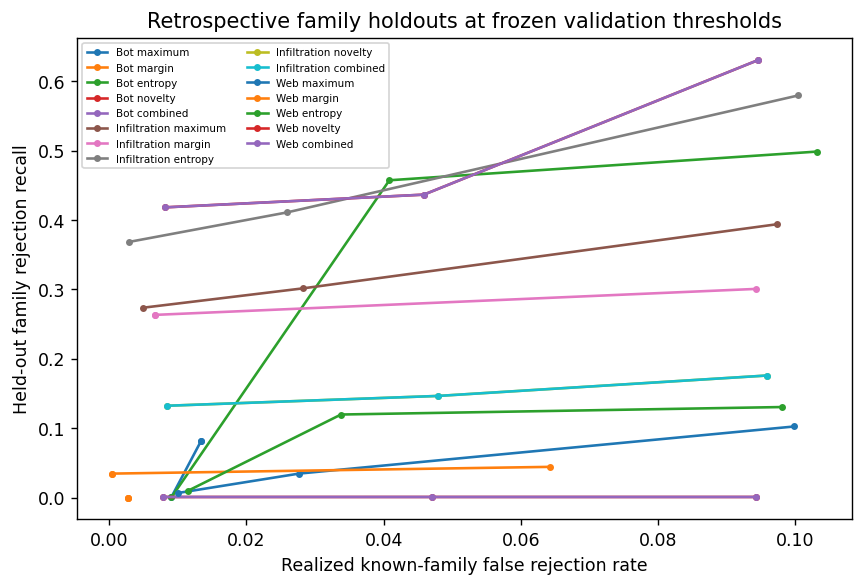 Retrospective family holdouts at frozen validation thresholds
Bot maximum
Bot margin
Bot entropy
Bot novelty
Bot combined
Infiltration maximum
Infiltration margin
Infiltration entropy
Infiltration novelty
Infiltration combined
Web maximum
Web margin
Web entropy
Web novelty
Web combined
Held-out family rejection recall
0.6
0.5
0.4
0.3
0.2
0.1
0.0
0.00 0.02 0.04 0.06 0.08 0.10
Realized known-family false rejection rate